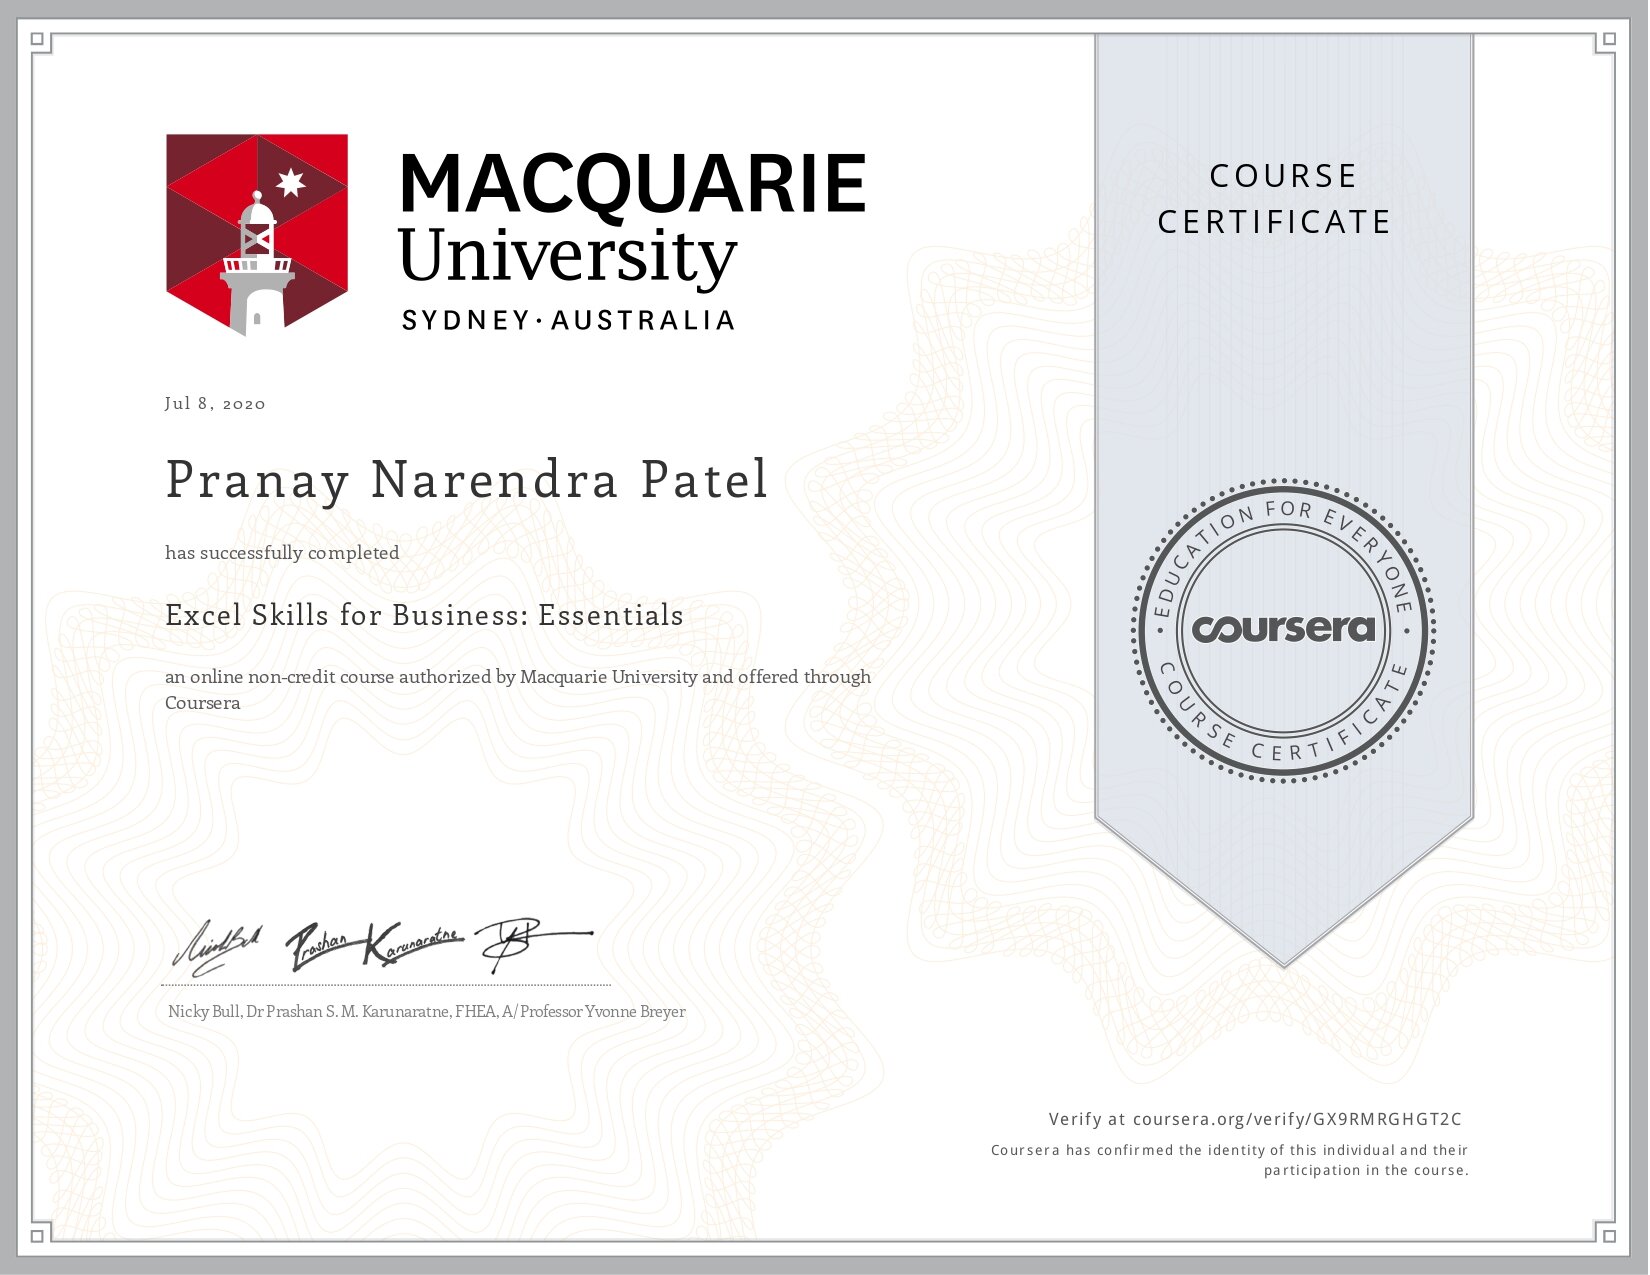 MACQUARIE
University
SYDNEY·AUSTRALIA
COURSE
CERTIFICATE
Jul 8, 2020
Pranay Narendra Patel
has successfully completed
Excel Skills for Business: Essentials
an online non-credit course authorized by Macquarie University and offered through
Coursera
• EDUCATION FOR EVERYONE •
coursera
COURSE CERTIFICATE
Prashan Karunaratne
Nicky Bull, Dr Prashan S. M. Karunaratne, FHEA, A/Professor Yvonne Breyer
Verify at coursera.org/verify/GX9RMRGHGT2C
Coursera has confirmed the identity of this individual and their
participation in the course.